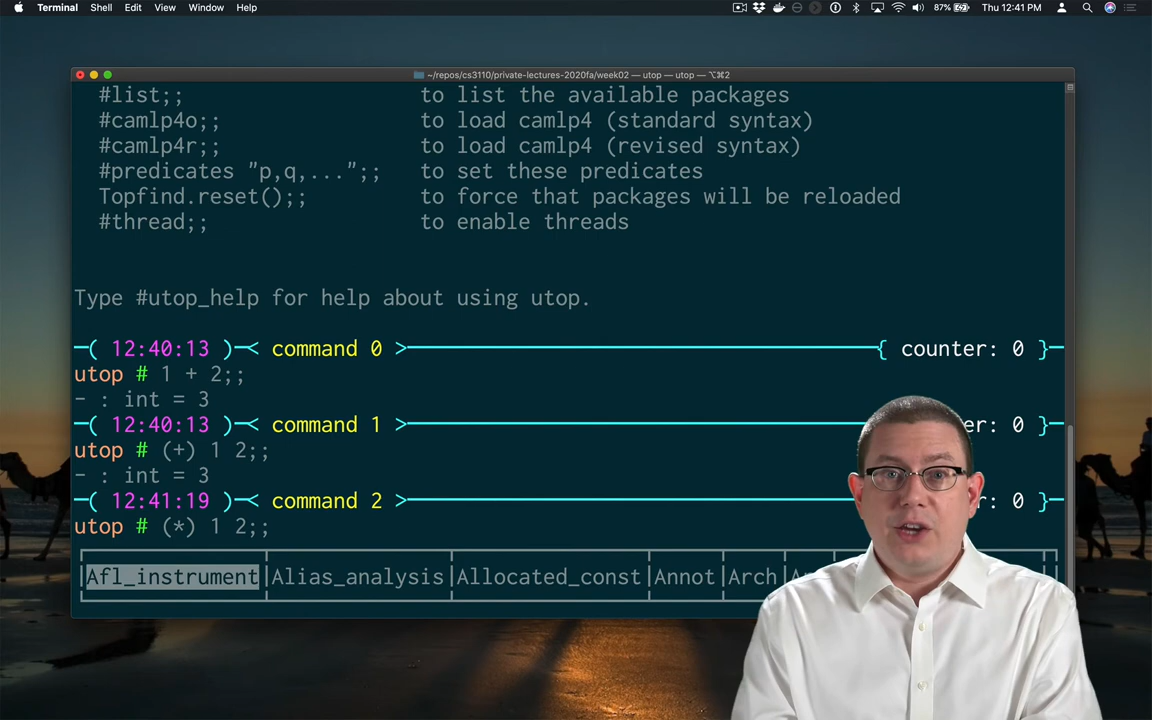 Terminal Shell Edit View Window Help 87% Thu 12:41 PM
~/repos/cs3110/private-lectures-2020fa/week02 — utop — utop — ⌥⌘2
#list;; to list the available packages
#camlp4o;; to load camlp4 (standard syntax)
#camlp4r;; to load camlp4 (revised syntax)
#predicates "p,q,...";; to set these predicates
Topfind.reset();; to force that packages will be reloaded
#thread;; to enable threads
Type #utop_help for help about using utop.
─( 12:40:13 )─< command 0 >─{ counter: 0 }─
utop # 1 + 2;;
- : int = 3
─( 12:40:13 )─< command 1 >─er: 0 }─
utop # (+) 1 2;;
- : int = 3
─( 12:41:19 )─< command 2 >─r: 0 }─
utop # (*) 1 2;;
Afl_instrument Alias_analysis Allocated_const Annot Arch